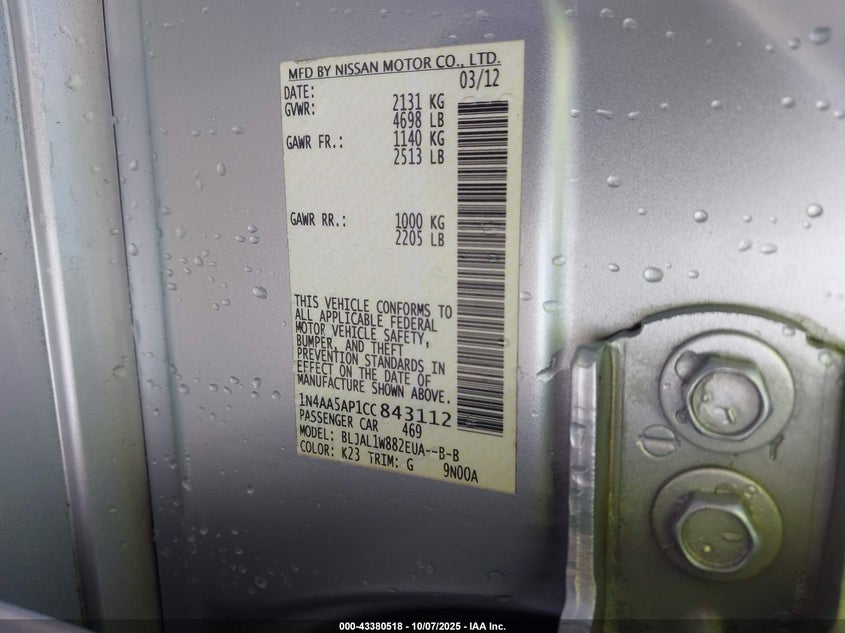 MFD BY NISSAN MOTOR CO., LTD.
DATE: 03/12
GVWR: 2131 KG
4698 LB
GAWR FR.: 1140 KG
2513 LB
GAWR RR.: 1000 KG
2205 LB
THIS VEHICLE CONFORMS TO
ALL APPLICABLE FEDERAL
MOTOR VEHICLE SAFETY,
BUMPER, AND THEFT
PREVENTION STANDARDS IN
EFFECT ON THE DATE OF
MANUFACTURE SHOWN ABOVE.
1N4AA5AP1CC843112
PASSENGER CAR 469
MODEL: BLJAL1W882EUA--B-B
COLOR: K23 TRIM: G 9N00A
000-43380518 - 10/07/2025 - IAA Inc.